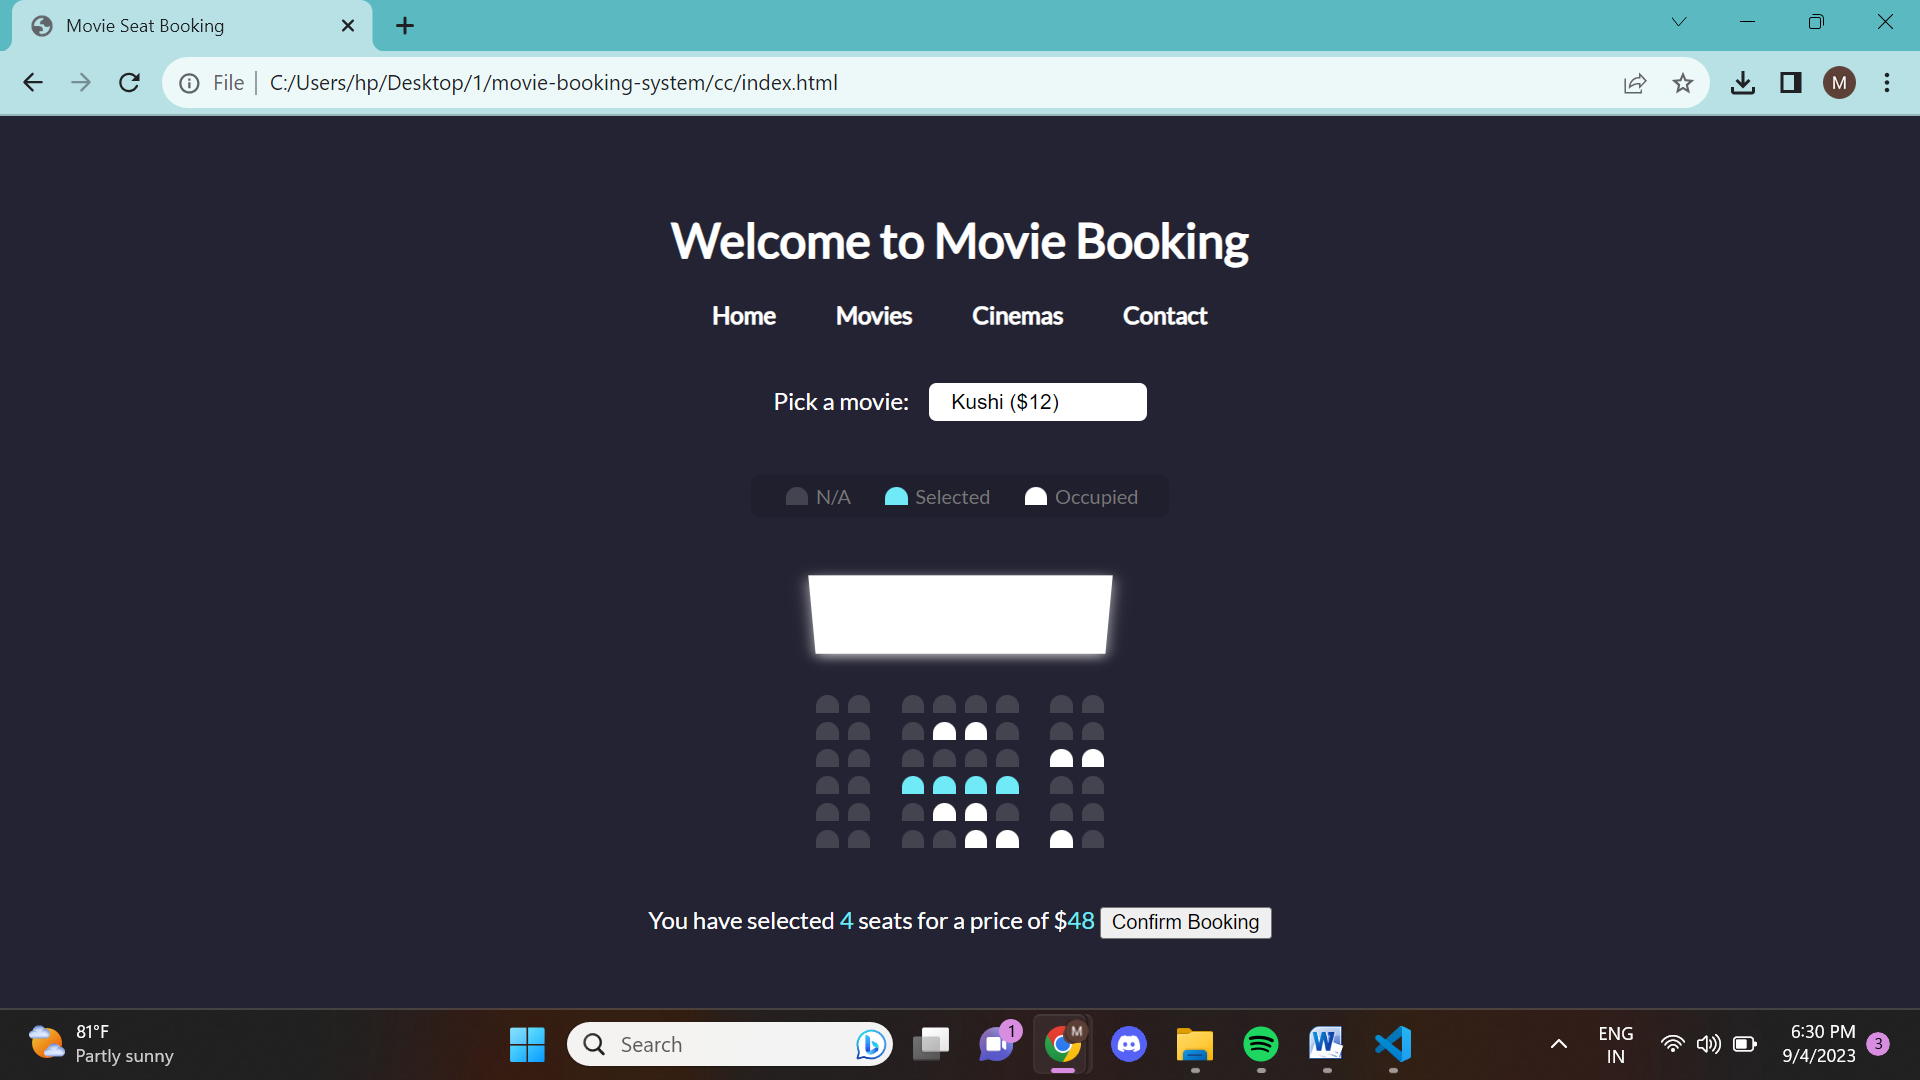 Movie Seat Booking
File
C:/Users/hp/Desktop/1/movie-booking-system/cc/index.html
M
Welcome to Movie Booking
Home Movies Cinemas Contact
Pick a movie: Kushi ($12)
N/A Selected Occupied
You have selected 4 seats for a price of $48 Confirm Booking
81°F
Partly sunny
Search
1
M
W
ENG
IN
6:30 PM
9/4/2023
3